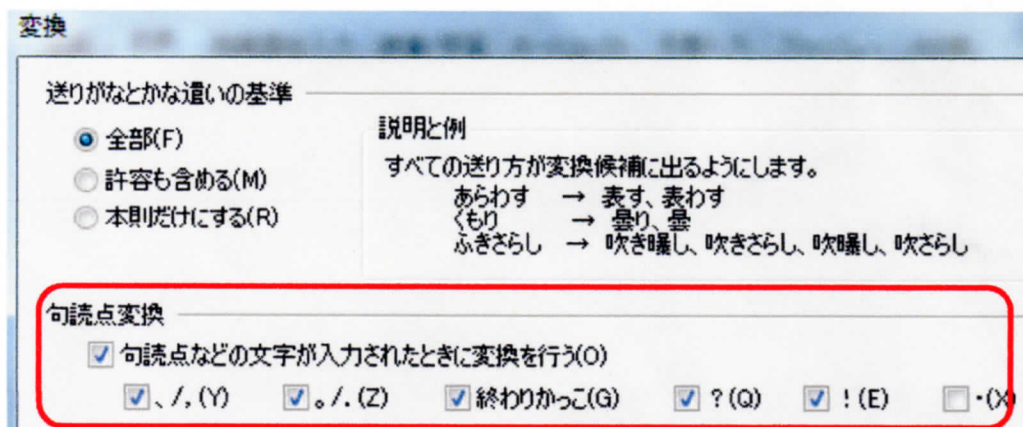 変換
送りがなとかな遣いの基準
全部(F)
許容も含める(M)
本則だけにする(R)
説明と例
すべての送り方が変換候補に出るようにします。
あらわす → 表す、表わす
くもり → 曇り、曇
ふきさらし → 吹き曝し、吹きさらし、吹曝し、吹さらし
句読点変換
句読点などの文字が入力されたときに変換を行う(O)
、/,(Y) 。/.(Z) 終わりかっこ(G) ?(Q) !(E) ・(X)